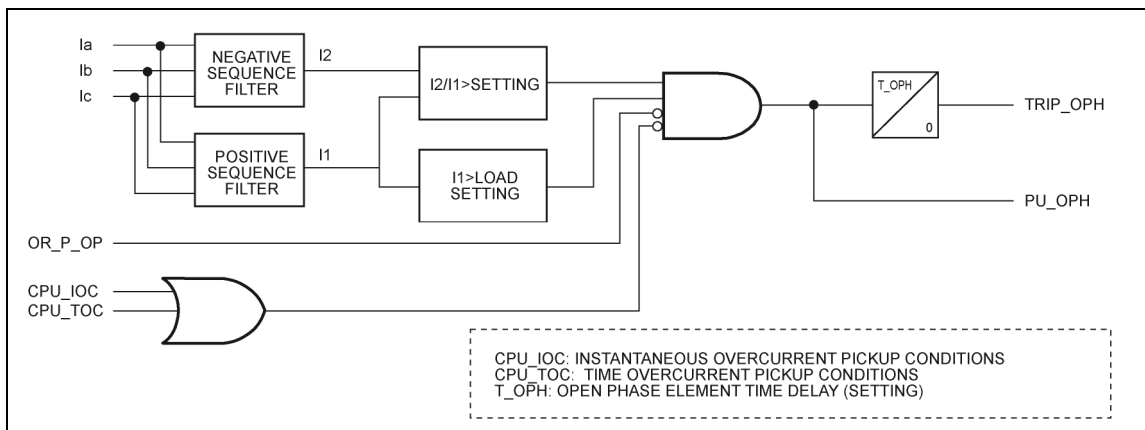 Ia
Ib
Ic
NEGATIVE
SEQUENCE
FILTER
I2
I2/I1>SETTING
POSITIVE
SEQUENCE
FILTER
I1
I1>LOAD
SETTING
T_OPH
0
TRIP_OPH
PU_OPH
OR_P_OP
CPU_IOC
CPU_TOC
CPU_IOC: INSTANTANEOUS OVERCURRENT PICKUP CONDITIONS
CPU_TOC: TIME OVERCURRENT PICKUP CONDITIONS
T_OPH: OPEN PHASE ELEMENT TIME DELAY (SETTING)